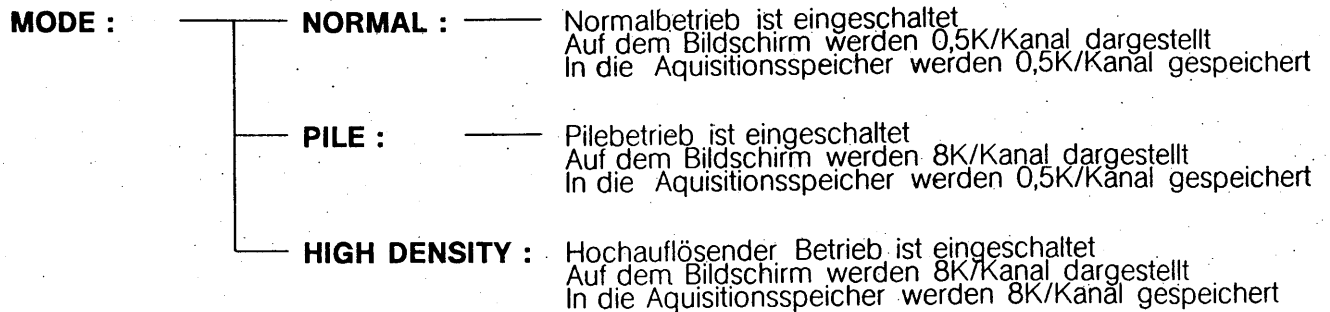 MODE : NORMAL : Normalbetrieb ist eingeschaltet
Auf dem Bildschirm werden 0,5K/Kanal dargestellt
In die Aquisitionsspeicher werden 0,5K/Kanal gespeichert
PILE : Pilebetrieb ist eingeschaltet
Auf dem Bildschirm werden 8K/Kanal dargestellt
In die Aquisitionsspeicher werden 0,5K/Kanal gespeichert
HIGH DENSITY : Hochauflösender Betrieb ist eingeschaltet
Auf dem Bildschirm werden 8K/Kanal dargestellt
In die Aquisitionsspeicher werden 8K/Kanal gespeichert